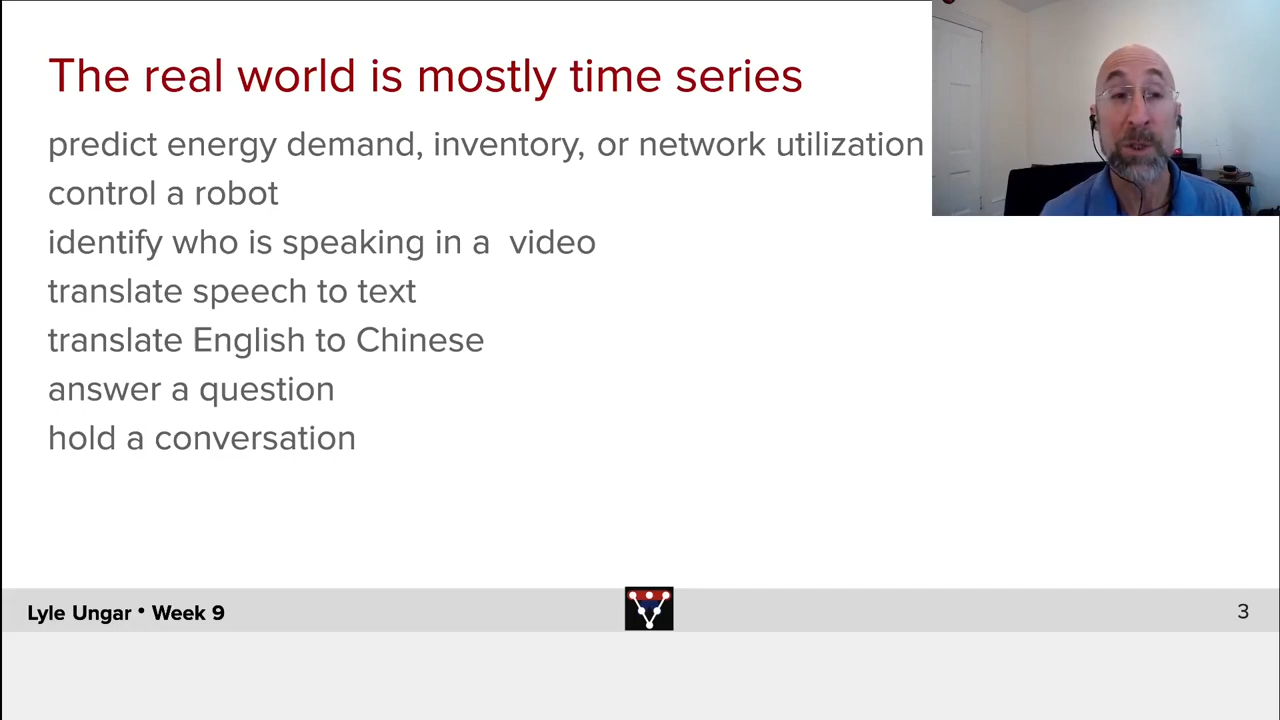 The real world is mostly time series
predict energy demand, inventory, or network utilization
control a robot
identify who is speaking in a  video
translate speech to text
translate English to Chinese
answer a question
hold a conversation
Lyle Ungar • Week 9
3